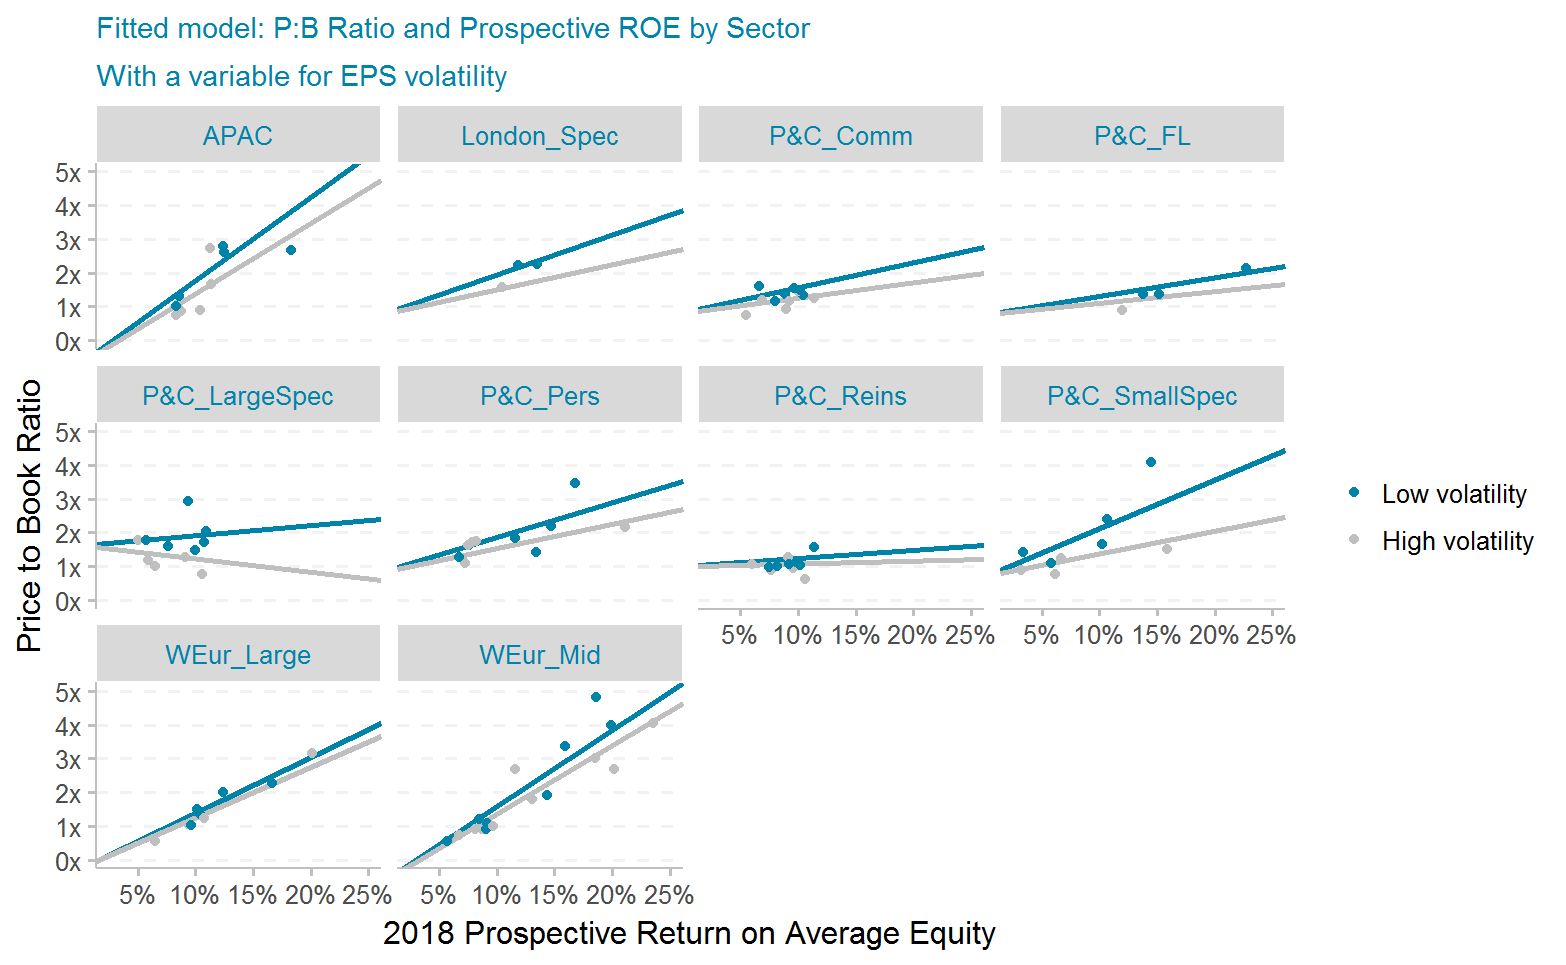 Fitted model: P:B Ratio and Prospective ROE by Sector
With a variable for EPS volatility
APAC London_Spec P&C_Comm P&C_FL
5x
4x
3x
2x
1x
0x
P&C_LargeSpec P&C_Pers P&C_Reins P&C_SmallSpec
5x
4x
3x
2x
1x
0x
5% 10% 15% 20% 25% 5% 10% 15% 20% 25%
WEur_Large WEur_Mid
5x
4x
3x
2x
1x
0x
5% 10% 15% 20% 25% 5% 10% 15% 20% 25%
Price to Book Ratio
2018 Prospective Return on Average Equity
Low volatility
High volatility